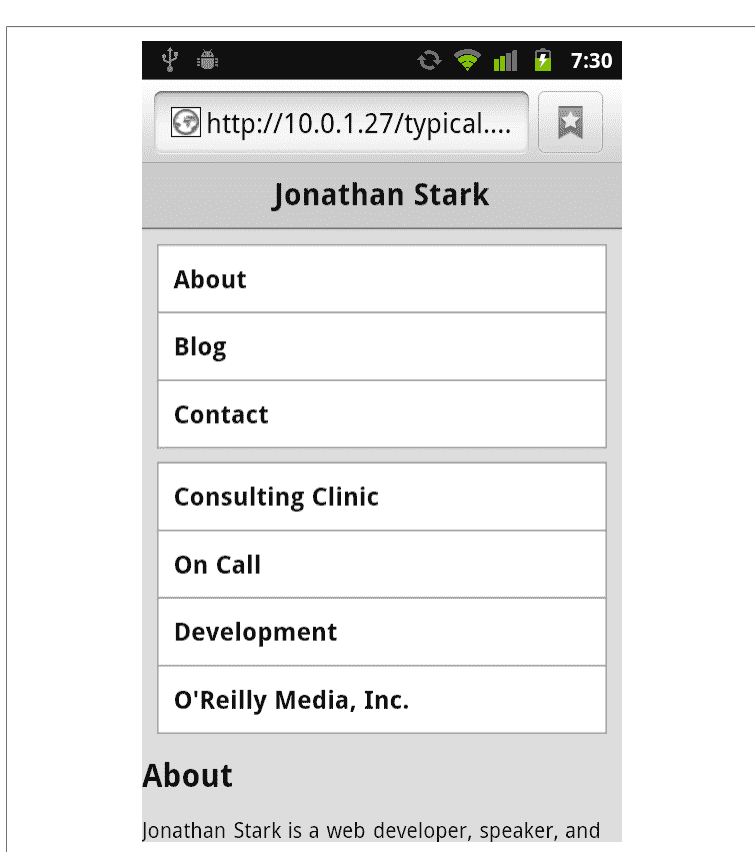 7:30
http://10.0.1.27/typical....
Jonathan Stark
About
Blog
Contact
Consulting Clinic
On Call
Development
O'Reilly Media, Inc.
About
Jonathan Stark is a web developer, speaker, and